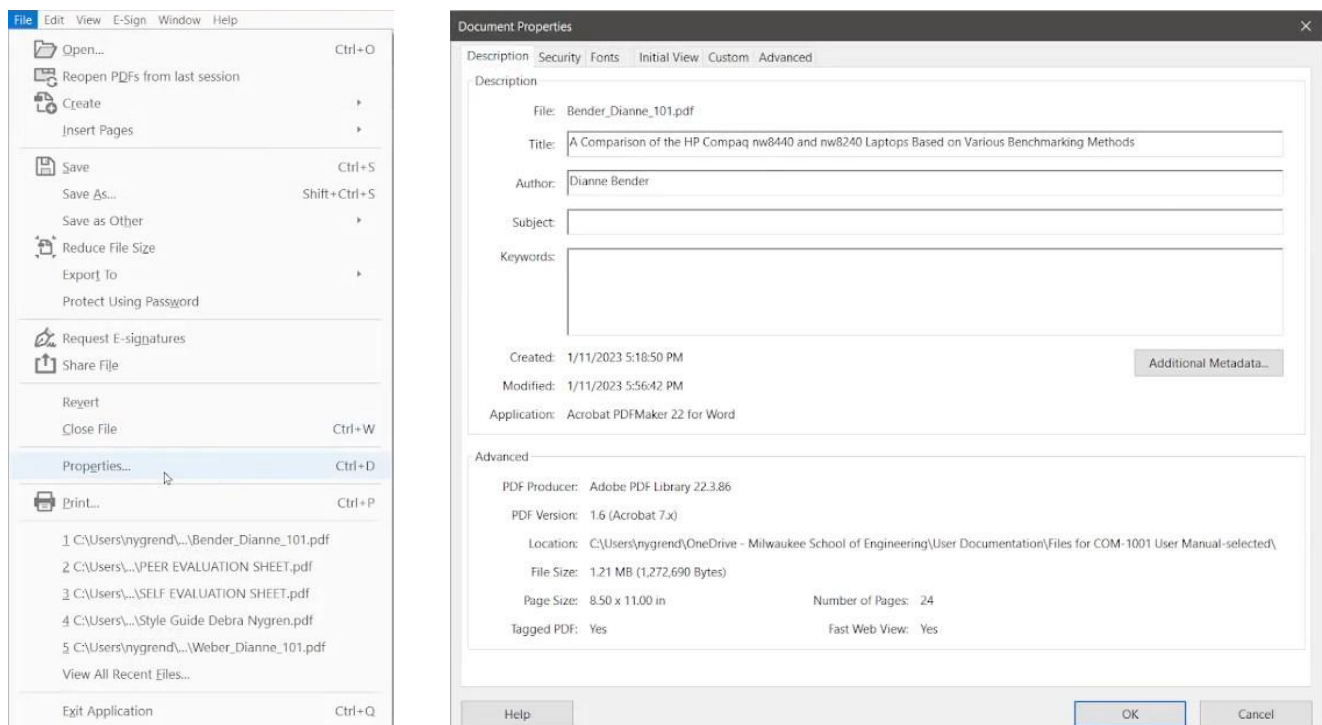 File Edit View E-Sign Window Help
Open... Ctrl+O
Reopen PDFs from last session
Create
Insert Pages
Save Ctrl+S
Save As... Shift+Ctrl+S
Save as Other
Reduce File Size
Export To
Protect Using Password
Request E-signatures
Share File
Revert
Close File Ctrl+W
Properties... Ctrl+D
Print... Ctrl+P
1 C:\Users\nygrend\...\Bender_Dianne_101.pdf
2 C:\Users\...\PEER EVALUATION SHEET.pdf
3 C:\Users\...\SELF EVALUATION SHEET.pdf
4 C:\Users\...\Style Guide Debra Nygren.pdf
5 C:\Users\nygrend\...\Weber_Dianne_101.pdf
View All Recent Files...
Exit Application Ctrl+Q
Document Properties
Description Security Fonts Initial View Custom Advanced
Description
File: Bender_Dianne_101.pdf
Title: A Comparison of the HP Compaq nw8440 and nw8240 Laptops Based on Various Benchmarking Methods
Author: Dianne Bender
Subject:
Keywords:
Created: 1/11/2023 5:18:50 PM
Additional Metadata...
Modified: 1/11/2023 5:56:42 PM
Application: Acrobat PDFMaker 22 for Word
Advanced
PDF Producer: Adobe PDF Library 22.3.86
PDF Version: 1.6 (Acrobat 7.x)
Location: C:\Users\nygrend\OneDrive - Milwaukee School of Engineering\User Documentation\Files for COM-1001 User Manual-selected\
File Size: 1.21 MB (1,272,690 Bytes)
Page Size: 8.50 x 11.00 in Number of Pages: 24
Tagged PDF: Yes Fast Web View: Yes
Help OK Cancel